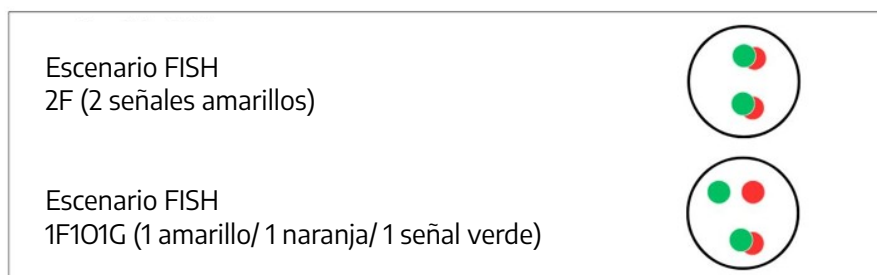 Escenario FISH
2F (2 señales amarillos)
Escenario FISH
1F1O1G (1 amarillo/ 1 naranja/ 1 señal verde)